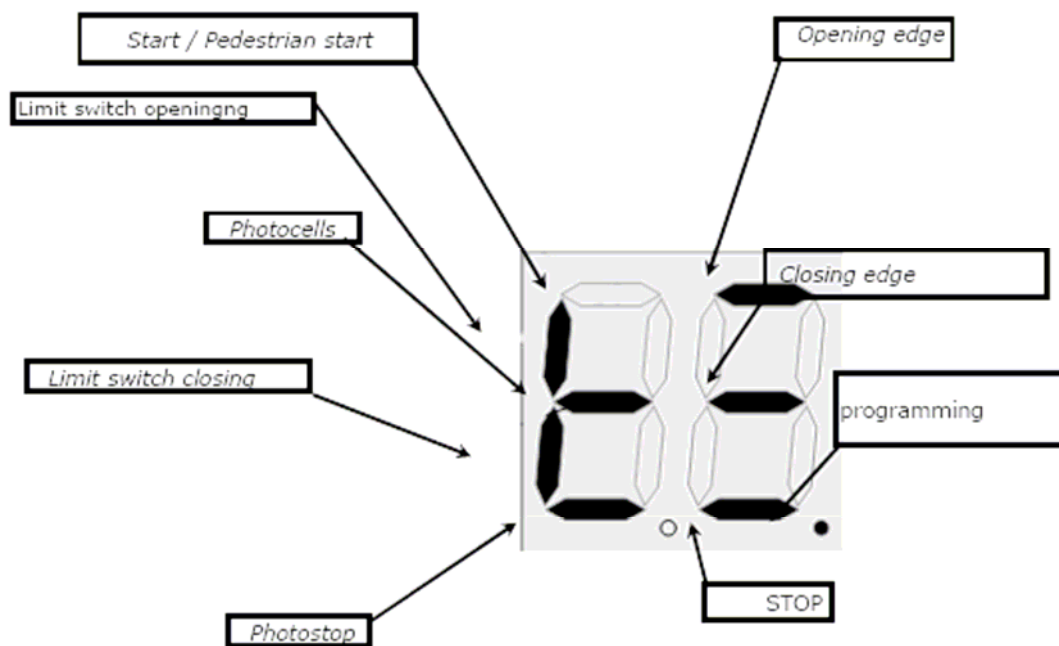 Start / Pedestrian start
Opening edge
Limit switch openingng
Photocells
Closing edge
Limit switch closing
programming
STOP
Photostop